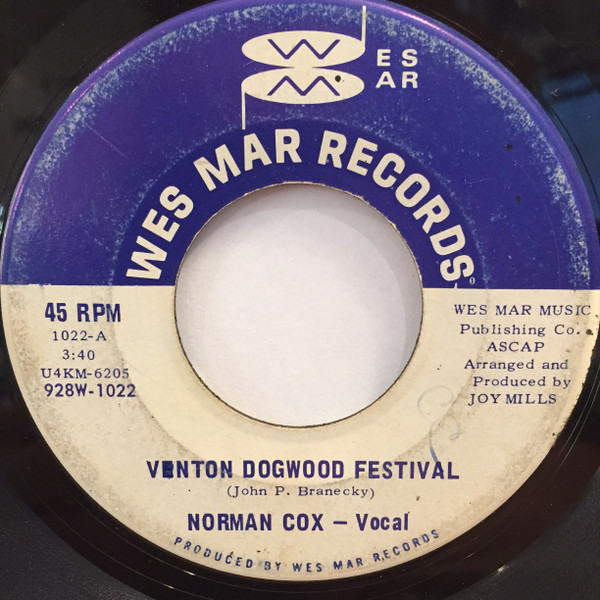 W ES
M AR
WES MAR RECORDS
45 RPM
1022-A
3:40
U4KM-6205
928W-1022
WES MAR MUSIC
Publishing Co.
ASCAP
Arranged and
Produced by
JOY MILLS
VENTON DOGWOOD FESTIVAL
(John P. Branecky)
NORMAN COX – Vocal
PRODUCED BY WES MAR RECORDS